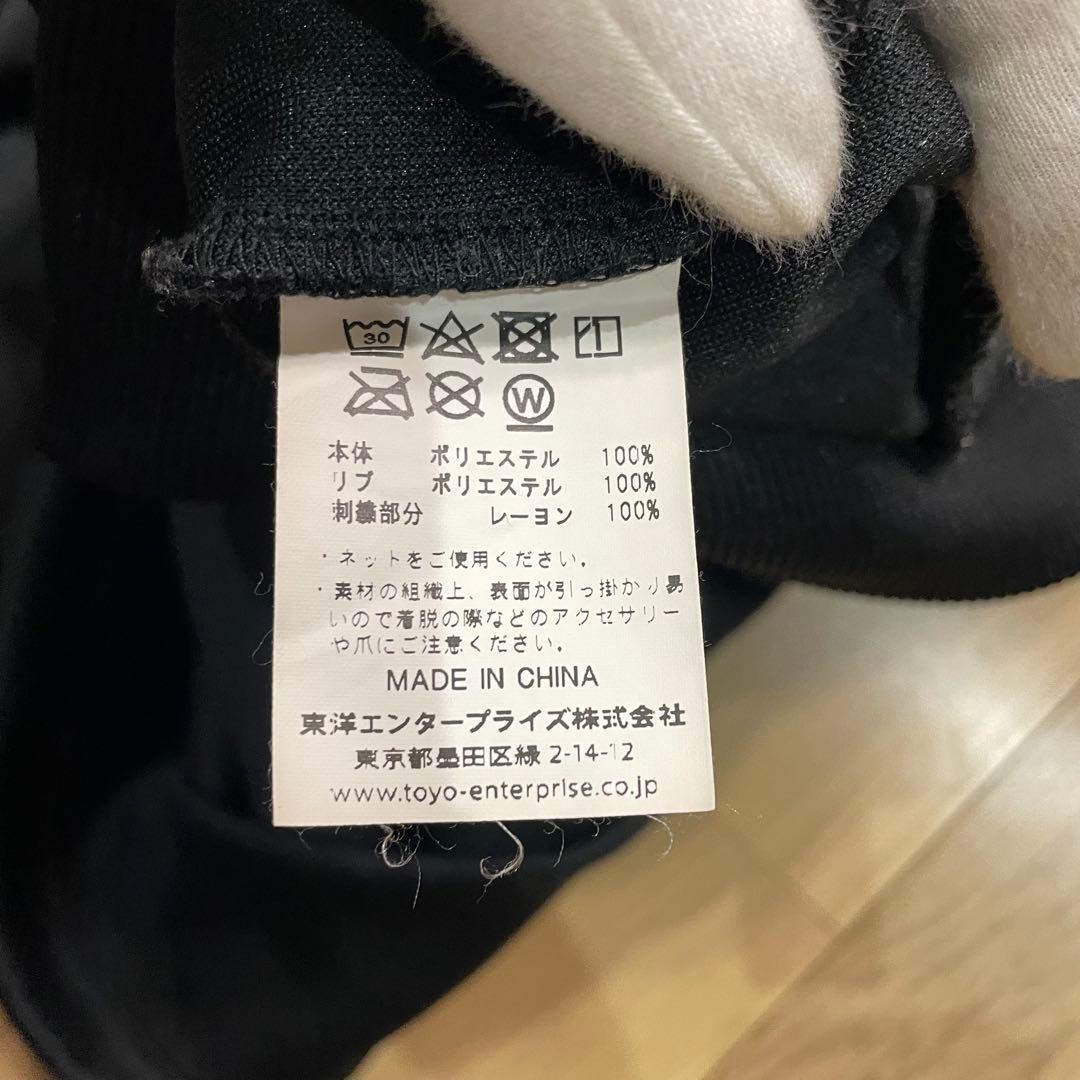 30
W
本体 ポリエステル 100%
リブ ポリエステル 100%
刺繍部分 レーヨン 100%
・ネットをご使用ください。
・素材の組織上、表面が引っ掛かり易
いので着脱の際などのアクセサリー
や爪にご注意ください。
MADE IN CHINA
東洋エンタープライズ株式会社
東京都墨田区緑 2-14-12
www.toyo-enterprise.co.jp